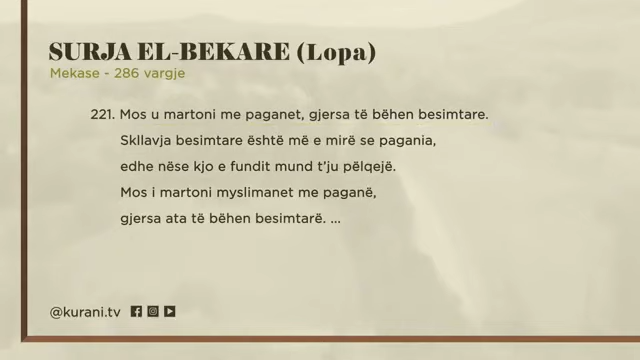 SURJA EL-BEKARE (Lopa)
Mekase - 286 vargje
221. Mos u martoni me paganet, gjersa të bëhen besimtare.
Skllavja besimtare është më e mirë se pagania,
edhe nëse kjo e fundit mund t'ju pëlqejë.
Mos i martoni myslimanet me paganë,
gjersa ata të bëhen besimtarë. ...
@kurani.tv